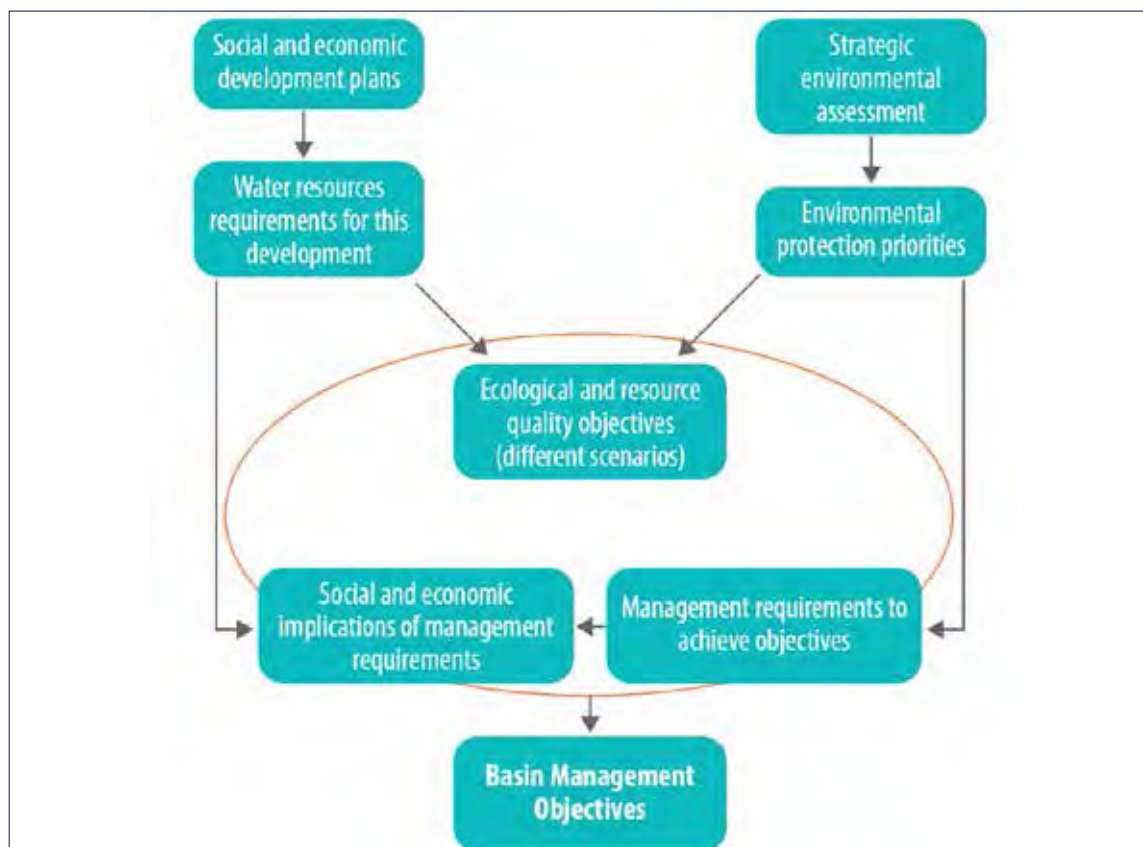 Social and economic
development plans
Strategic
environmental
assessment
Water resources
requirements for this
development
Environmental
protection priorities
Ecological and resource
quality objectives
(different scenarios)
Social and economic
implications of management
requirements
Management requirements to
achieve objectives
Basin Management
Objectives